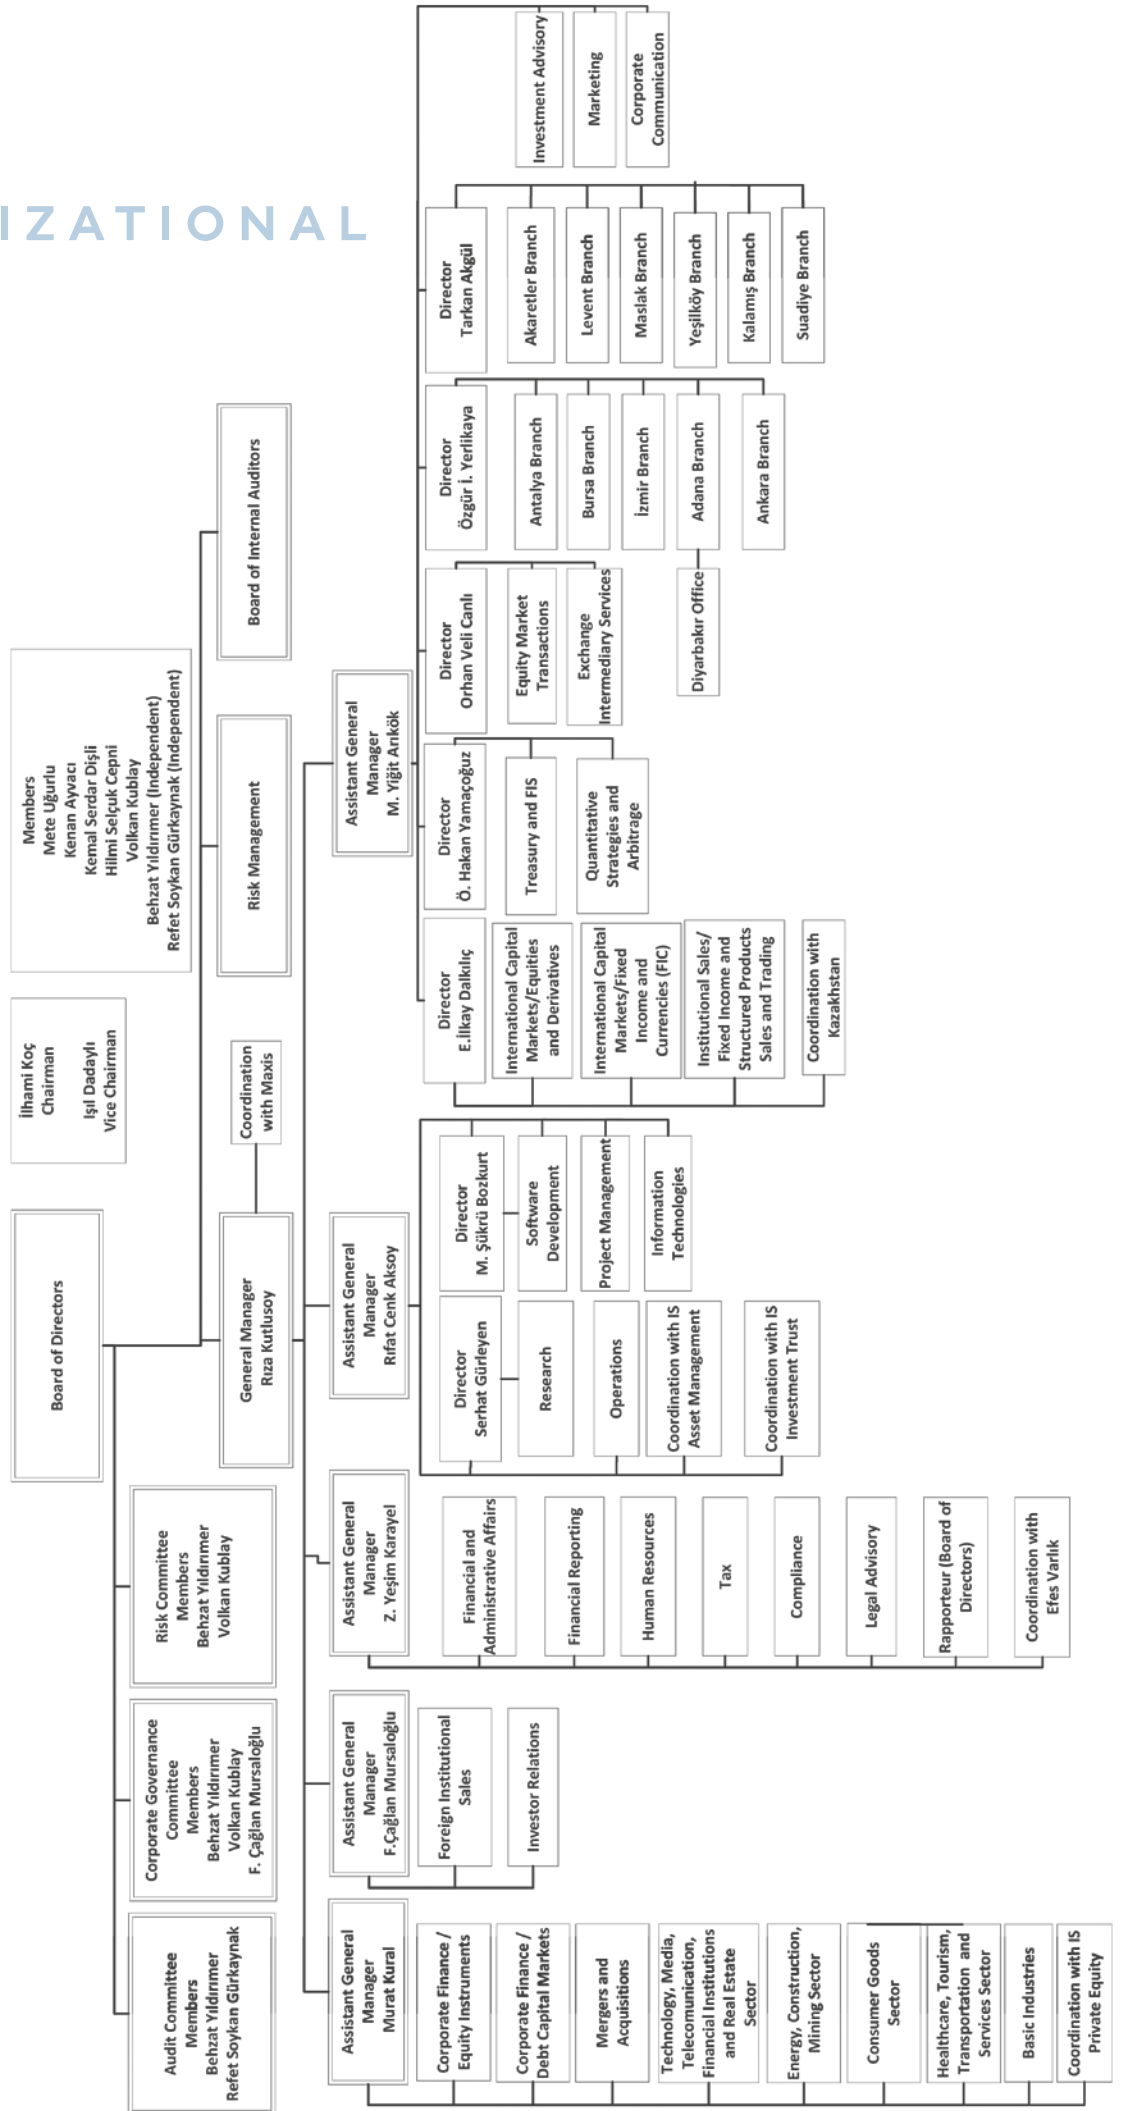 IZATIONAL
Board of Directors
İlhami Koç
Chairman
Işıl Dadaylı
Vice Chairman
Members
Mete Uğurlu
Kenan Ayvacı
Kemal Serdar Dişli
Hilmi Selçuk Cepni
Volkan Kublay
Behzat Yıldırımer (Independent)
Refet Soykan Gürkaynak (Independent)
Audit Committee
Members
Behzat Yıldırımer
Refet Soykan Gürkaynak
Corporate Governance
Committee
Members
Behzat Yıldırımer
Volkan Kublay
F. Çağlan Mursaloğlu
Risk Committee
Members
Behzat Yıldırımer
Volkan Kublay
General Manager
Rıza Kutlusoy
Coordination
with Maxis
Risk Management
Board of Internal Auditors
Assistant General
Manager
Murat Kural
Corporate Finance /
Equity Instruments
Corporate Finance /
Debt Capital Markets
Mergers and
Acquisitions
Technology, Media,
Telecomunication,
Financial Institutions
and Real Estate
Sector
Energy, Construction,
Mining Sector
Consumer Goods
Sector
Healthcare, Tourism,
Transportation and
Services Sector
Basic Industries
Coordination with IS
Private Equity
Assistant General
Manager
F.Çağlan Mursaloğlu
Foreign Institutional
Sales
Investor Relations
Assistant General
Manager
Z. Yeşim Karayel
Financial and
Administrative Affairs
Financial Reporting
Human Resources
Tax
Compliance
Legal Advisory
Rapporteur (Board of
Directors)
Coordination with
Efes Varlık
Assistant General
Manager
Rıfat Cenk Aksoy
Director
Serhat Gürleyen
Research
Operations
Coordination with IS
Asset Management
Coordination with IS
Investment Trust
Director
M. Şükrü Bozkurt
Software
Development
Project Management
Information
Technologies
Assistant General
Manager
M. Yiğit Arıkök
Director
E.İlkay Dalkılıç
International Capital
Markets/Equities
and Derivatives
International Capital
Markets/Fixed
Income and
Currencies (FIC)
Institutional Sales/
Fixed Income and
Structured Products
Sales and Trading
Coordination with
Kazakhstan
Director
Ö. Hakan Yamaçoğuz
Treasury and FIS
Quantitative
Strategies and
Arbitrage
Director
Orhan Veli Canlı
Equity Market
Transactions
Exchange
Intermediary Services
Director
Özgür İ. Yerlikaya
Antalya Branch
Bursa Branch
İzmir Branch
Adana Branch
Diyarbakır Office
Ankara Branch
Director
Tarkan Akgül
Akaretler Branch
Levent Branch
Maslak Branch
Yeşilköy Branch
Kalamış Branch
Suadiye Branch
Investment Advisory
Marketing
Corporate
Communication